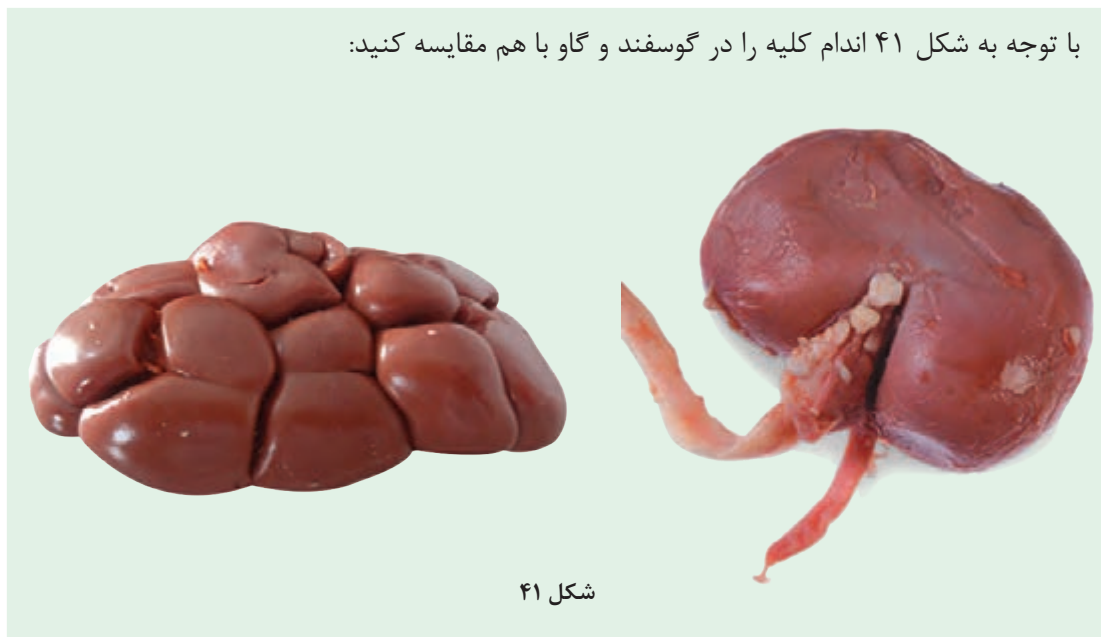 با توجه به شکل ۴۱ اندام کلیه را در گوسفند و گاو با هم مقایسه کنید:
شکل ۴۱